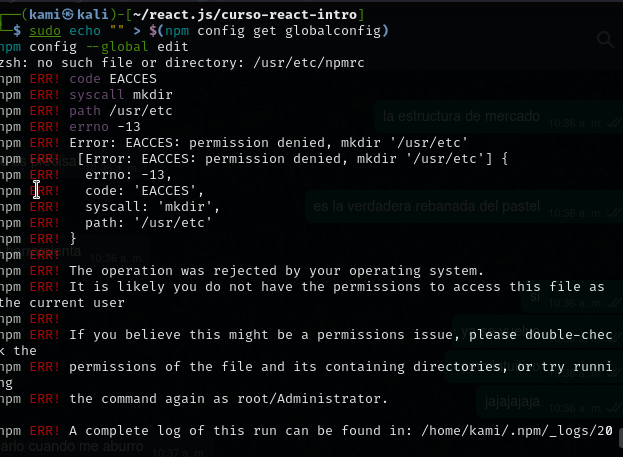 (kami㉿kali)-[~/react.js/curso-react-intro]
$ sudo echo "" > $(npm config get globalconfig)
npm config --global edit
zsh: no such file or directory: /usr/etc/npmrc
npm ERR! code EACCES
npm ERR! syscall mkdir
npm ERR! path /usr/etc
npm ERR! errno -13
npm ERR! Error: EACCES: permission denied, mkdir '/usr/etc'
npm ERR!  [Error: EACCES: permission denied, mkdir '/usr/etc'] {
npm ERR!   errno: -13,
npm ERR!   code: 'EACCES',
npm ERR!   syscall: 'mkdir',
npm ERR!   path: '/usr/etc'
npm ERR! }
npm ERR!
npm ERR! The operation was rejected by your operating system.
npm ERR! It is likely you do not have the permissions to access this file as
the current user
npm ERR!
npm ERR! If you believe this might be a permissions issue, please double-chec
k the
npm ERR! permissions of the file and its containing directories, or try runni
ng
npm ERR! the command again as root/Administrator.
npm ERR! A complete log of this run can be found in: /home/kami/.npm/_logs/20
la estructura de mercado
10:36 a. m.
es la verdadera rebanada del pastel
10:36 a. m.
10:36 a. m.
si
jajajajaja
cuando me aburro
10:37 a. m.